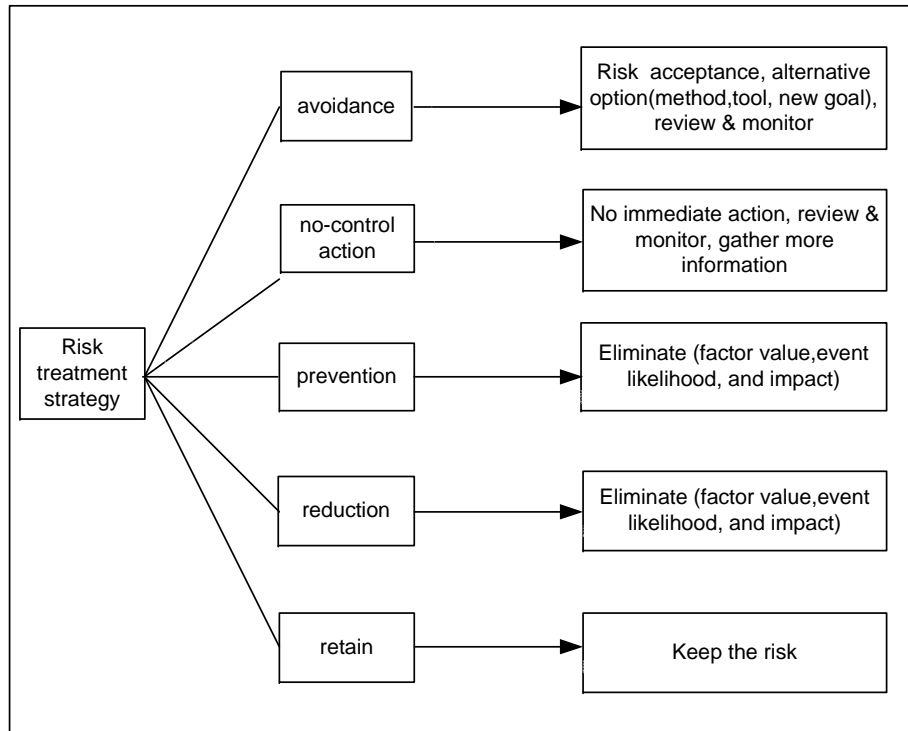 Risk
treatment
strategy
avoidance
Risk  acceptance, alternative
option(method,tool, new goal),
review & monitor
no-control
action
No immediate action, review &
monitor, gather more
information
prevention
Eliminate (factor value,event
likelihood, and impact)
reduction
Eliminate (factor value,event
likelihood, and impact)
retain
Keep the risk